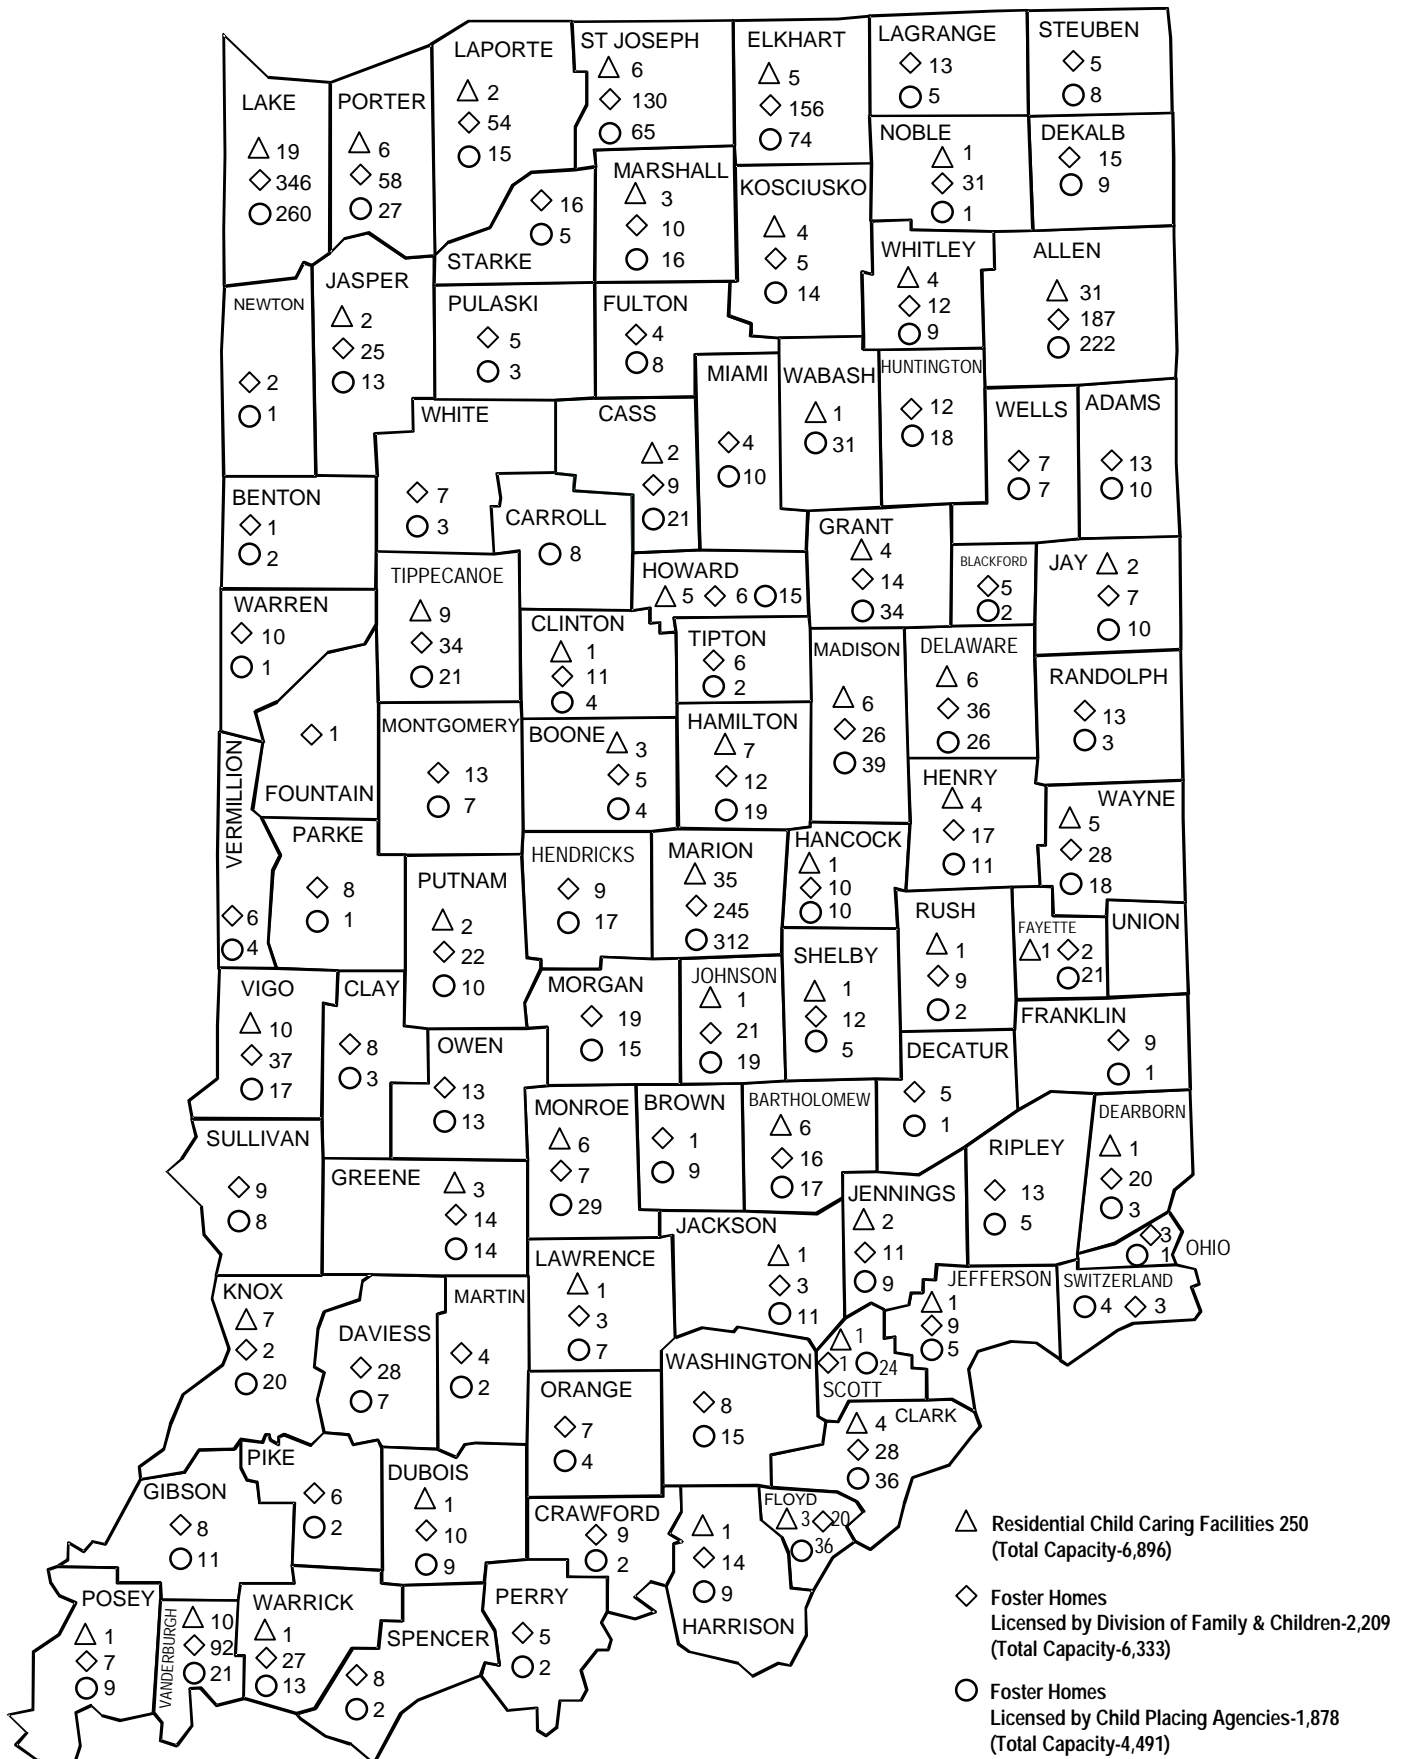 LAKE
△ 19
◇ 346
○ 260
PORTER
△ 6
◇ 58
○ 27
LAPORTE
△ 2
◇ 54
○ 15
ST JOSEPH
△ 6
◇ 130
○ 65
ELKHART
△ 5
◇ 156
○ 74
LAGRANGE
◇ 13
○ 5
STEUBEN
◇ 5
○ 8
NOBLE
△ 1
◇ 31
○ 1
DEKALB
◇ 15
○ 9
MARSHALL
△ 3
◇ 10
○ 16
KOSCIUSKO
△ 4
◇ 5
○ 14
◇ 16
○ 5
STARKE
WHITLEY
△ 4
◇ 12
○ 9
ALLEN
△ 31
◇ 187
○ 222
NEWTON
◇ 2
○ 1
JASPER
△ 2
◇ 25
○ 13
PULASKI
◇ 5
○ 3
FULTON
◇ 4
○ 8
MIAMI
◇ 4
○ 10
WABASH
△ 1
○ 31
HUNTINGTON
◇ 12
○ 18
WELLS
◇ 7
○ 7
ADAMS
◇ 13
○ 10
WHITE
◇ 7
○ 3
CASS
△ 2
◇ 9
○ 21
BENTON
◇ 1
○ 2
CARROLL
○ 8
GRANT
△ 4
◇ 14
○ 34
BLACKFORD
◇ 5
○ 2
JAY △ 2
◇ 7
○ 10
HOWARD
△ 5 ◇ 6 ○ 15
TIPPECANOE
△ 9
◇ 34
○ 21
WARREN
◇ 10
○ 1
CLINTON
△ 1
◇ 11
○ 4
TIPTON
◇ 6
○ 2
MADISON
△ 6
◇ 26
○ 39
DELAWARE
△ 6
◇ 36
○ 26
RANDOLPH
◇ 13
○ 3
◇ 1
FOUNTAIN
MONTGOMERY
◇ 13
○ 7
BOONE △ 3
◇ 5
○ 4
HAMILTON
△ 7
◇ 12
○ 19
HENRY
△ 4
◇ 17
○ 11
WAYNE
△ 5
◇ 28
○ 18
VERMILLION
◇ 6
○ 4
PARKE
◇ 8
○ 1
PUTNAM
△ 2
◇ 22
○ 10
HENDRICKS
◇ 9
○ 17
MARION
△ 35
◇ 245
○ 312
HANCOCK
△ 1
◇ 10
○ 10
RUSH
△ 1
◇ 9
○ 2
FAYETTE
△ 1 ◇ 2
○ 21
UNION
VIGO
△ 10
◇ 37
○ 17
CLAY
◇ 8
○ 3
MORGAN
◇ 19
○ 15
JOHNSON
△ 1
◇ 21
○ 19
SHELBY
△ 1
◇ 12
○ 5
FRANKLIN
◇ 9
○ 1
OWEN
◇ 13
○ 13
DECATUR
◇ 5
○ 1
MONROE
△ 6
◇ 7
○ 29
BROWN
◇ 1
○ 9
BARTHOLOMEW
△ 6
◇ 16
○ 17
DEARBORN
△ 1
◇ 20
○ 3
SULLIVAN
◇ 9
○ 8
GREENE △ 3
◇ 14
○ 14
RIPLEY
◇ 13
○ 5
JENNINGS
△ 2
◇ 11
○ 9
JACKSON
△ 1
◇ 3
○ 11
◇ 3
○ 1 OHIO
LAWRENCE
△ 1
◇ 3
○ 7
JEFFERSON
△ 1
◇ 9
○ 5
SWITZERLAND
○ 4 ◇ 3
KNOX
△ 7
◇ 2
○ 20
DAVIESS
◇ 28
○ 7
MARTIN
◇ 4
○ 2
△ 1
◇ 1 ○ 24
SCOTT
WASHINGTON
◇ 8
○ 15
ORANGE
◇ 7
○ 4
△ 4 CLARK
◇ 28
○ 36
GIBSON
◇ 8
○ 11
PIKE
◇ 6
○ 2
DUBOIS
△ 1
◇ 10
○ 9
CRAWFORD
◇ 9
○ 2
△ 1
◇ 14
○ 9
HARRISON
FLOYD
△ 3 ◇ 20
○ 36
POSEY
△ 1
◇ 7
○ 9
VANDERBURGH
△ 10
◇ 92
○ 21
WARRICK
△ 1
◇ 27
○ 13
SPENCER
◇ 8
○ 2
PERRY
◇ 5
○ 2
△ Residential Child Caring Facilities 250
(Total Capacity-6,896)
◇ Foster Homes
Licensed by Division of Family & Children-2,209
(Total Capacity-6,333)
○ Foster Homes
Licensed by Child Placing Agencies-1,878
(Total Capacity-4,491)